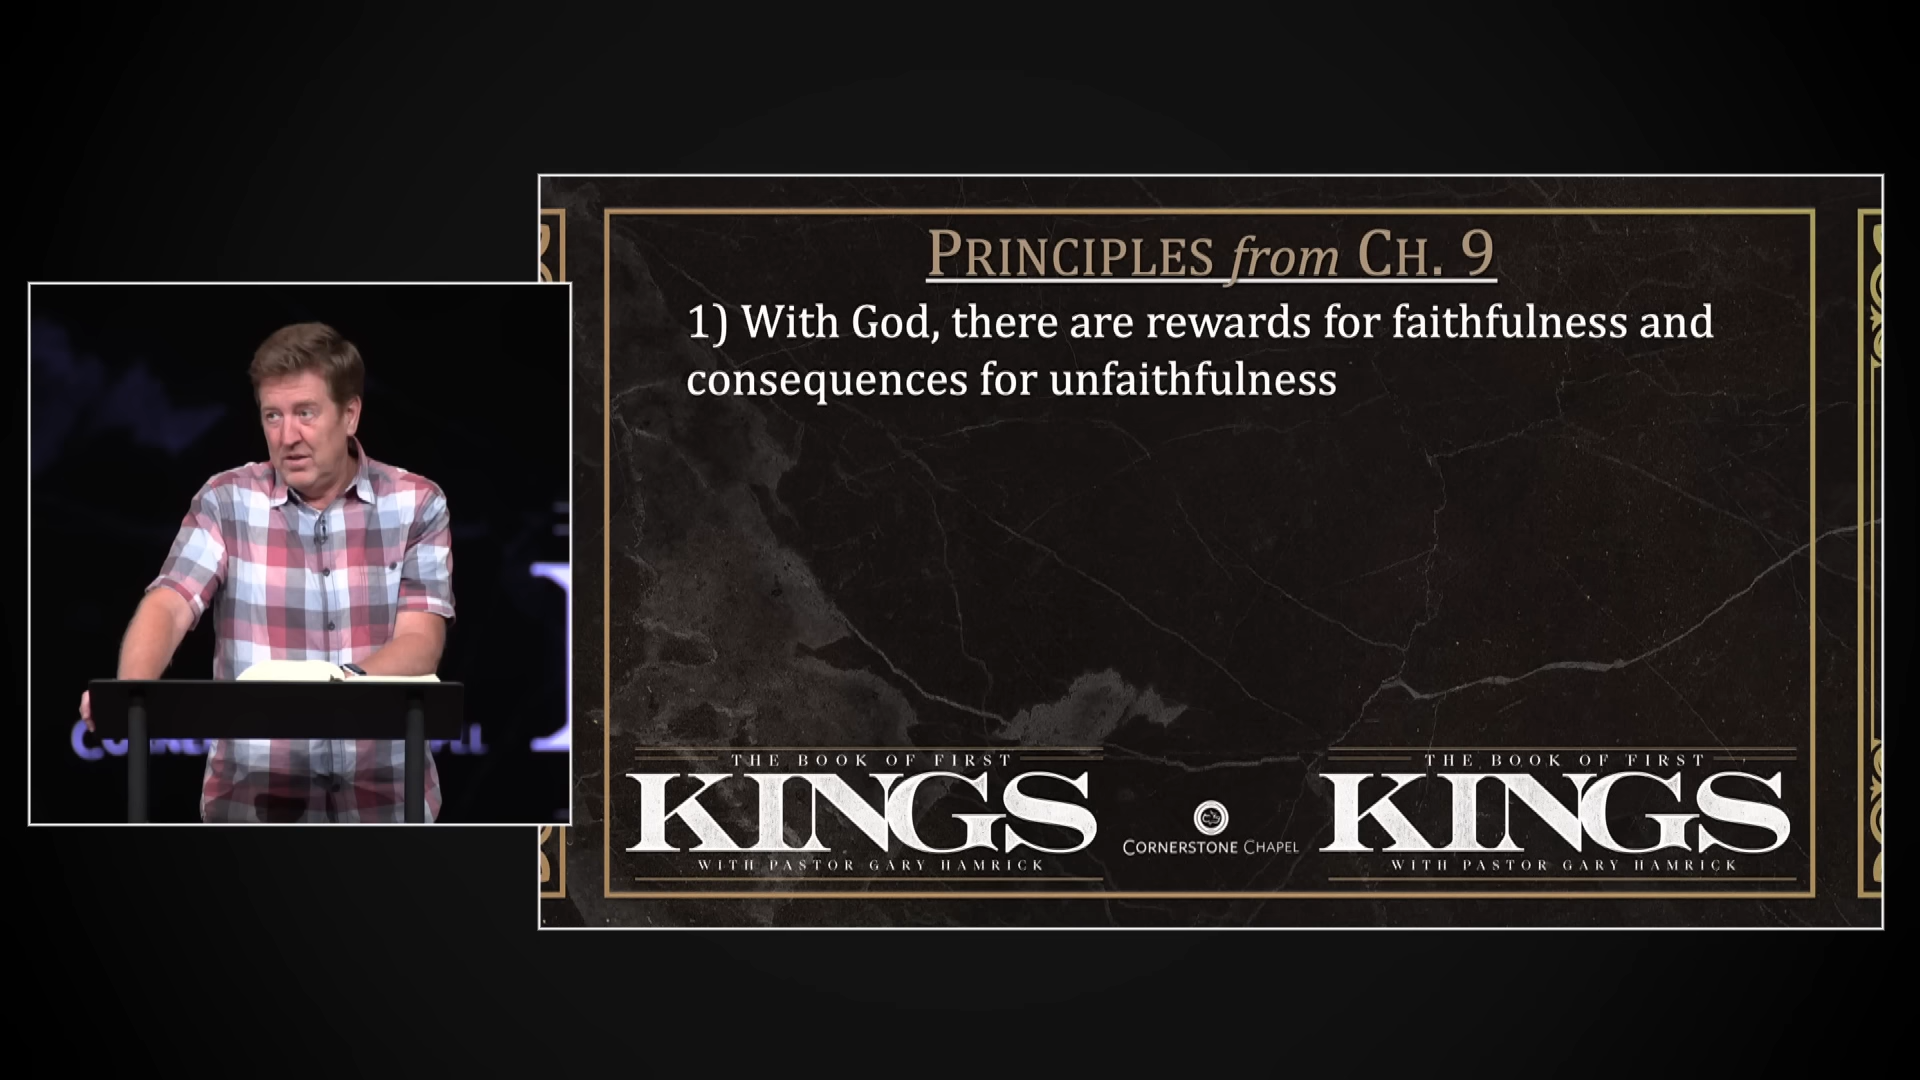 PRINCIPLES from CH. 9
1) With God, there are rewards for faithfulness and
consequences for unfaithfulness
THE BOOK OF FIRST
KINGS
WITH PASTOR GARY HAMRICK
CORNERSTONE CHAPEL
THE BOOK OF FIRST
KINGS
WITH PASTOR GARY HAMRICK